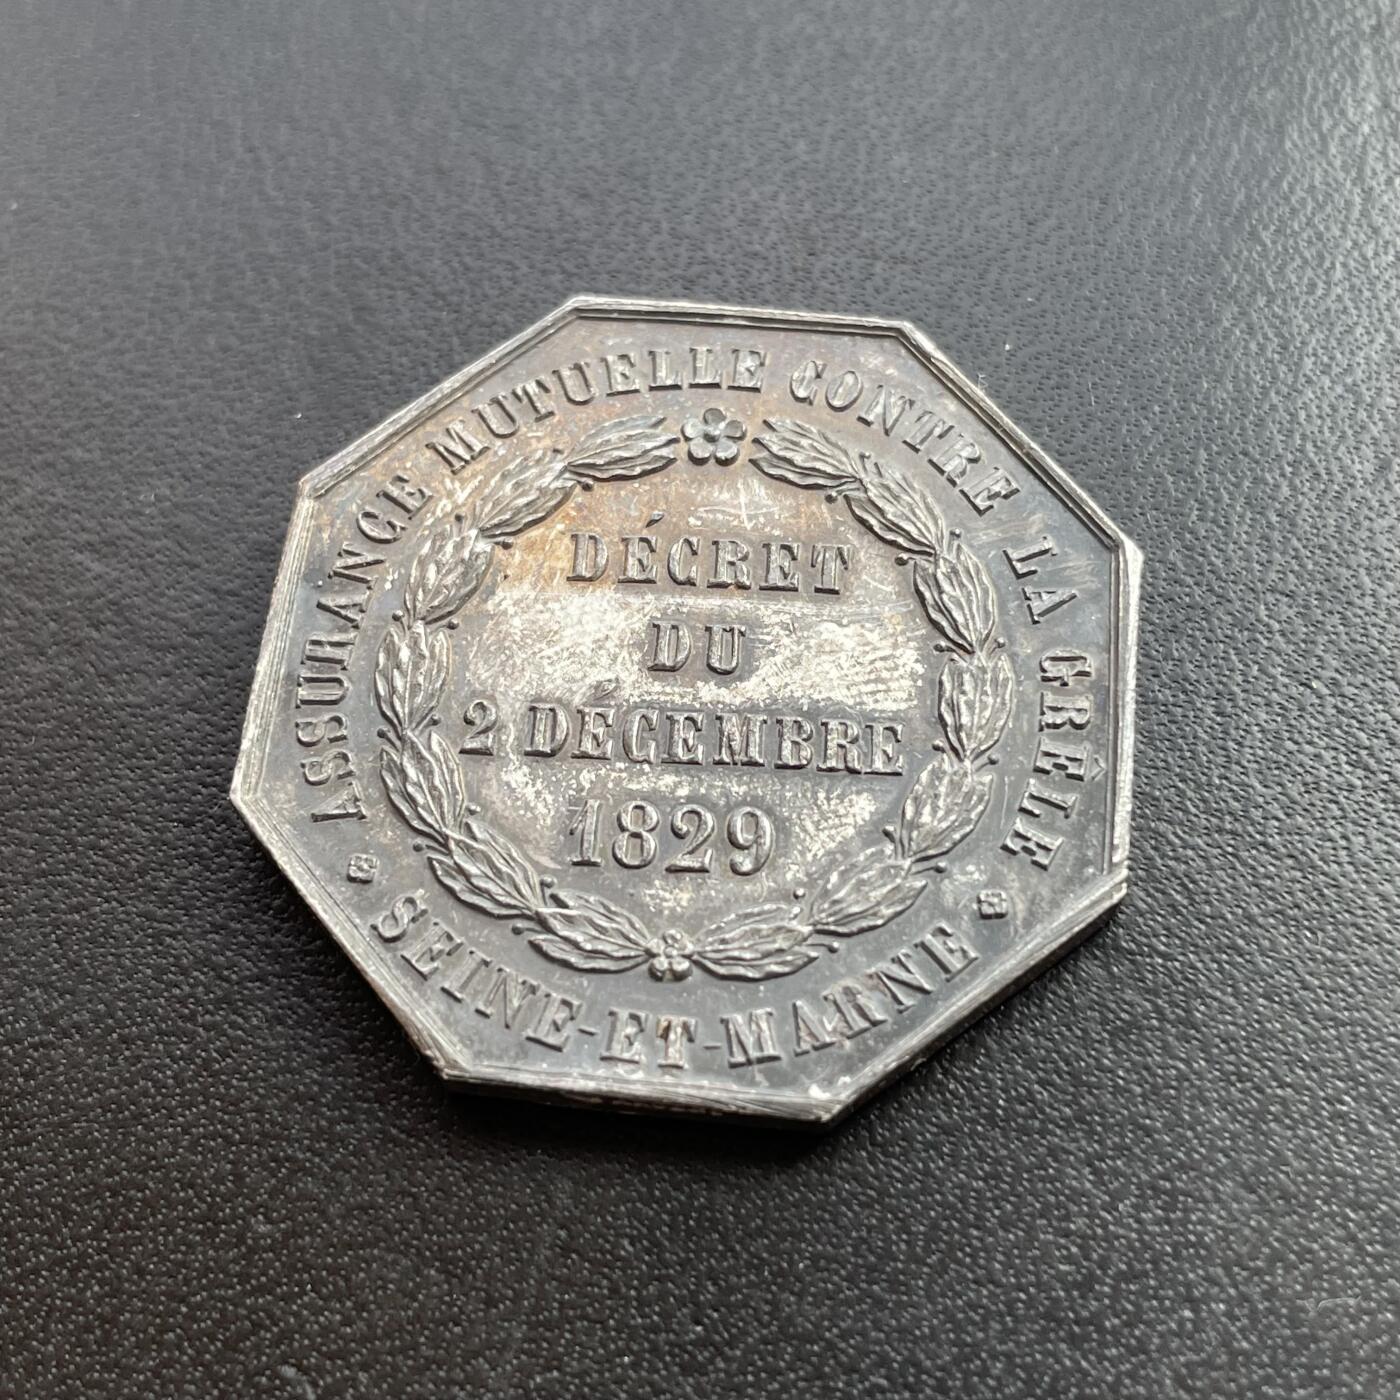 ASSURANCE MUTUELLE CONTRE LA GRÊLE
DÉCRET
DU
2 DÉCEMBRE
1829
SEINE-ET-MARNE